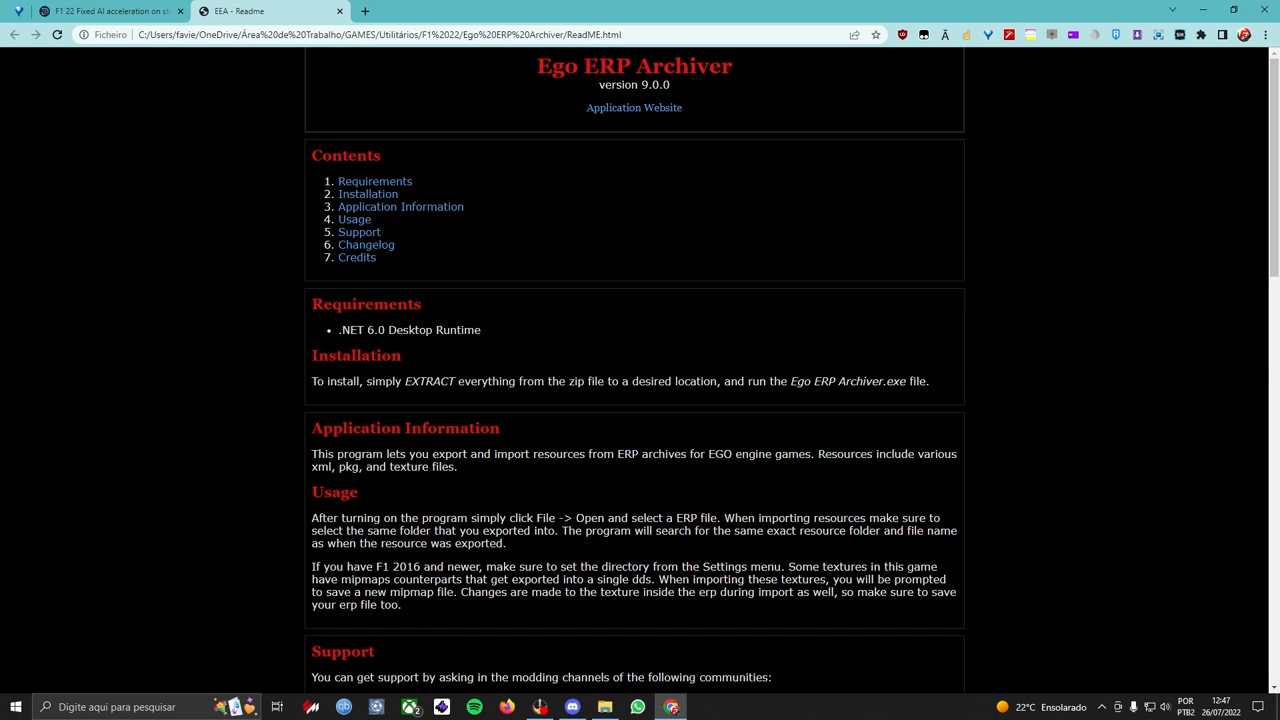 F1 22 Fixed AI acceleration on st
EEA - Readme
Ficheiro
C:/Users/favie/OneDrive/Área%20de%20Trabalho/GAMES/Utilitários/F1%2022/Ego%20ERP%20Archiver/ReadME.html
Ego ERP Archiver
version 9.0.0
Application Website
Contents
1. Requirements
2. Installation
3. Application Information
4. Usage
5. Support
6. Changelog
7. Credits
Requirements
• .NET 6.0 Desktop Runtime
Installation
To install, simply EXTRACT everything from the zip file to a desired location, and run the Ego ERP Archiver.exe file.
Application Information
This program lets you export and import resources from ERP archives for EGO engine games. Resources include various
xml, pkg, and texture files.
Usage
After turning on the program simply click File -> Open and select a ERP file. When importing resources make sure to
select the same folder that you exported into. The program will search for the same exact resource folder and file name
as when the resource was exported.
If you have F1 2016 and newer, make sure to set the directory from the Settings menu. Some textures in this game
have mipmaps counterparts that get exported into a single dds. When importing these textures, you will be prompted
to save a new mipmap file. Changes are made to the texture inside the erp during import as well, so make sure to save
your erp file too.
Support
You can get support by asking in the modding channels of the following communities:
Digite aqui para pesquisar
22°C Ensolarado
POR
PTB2
12:47
26/07/2022